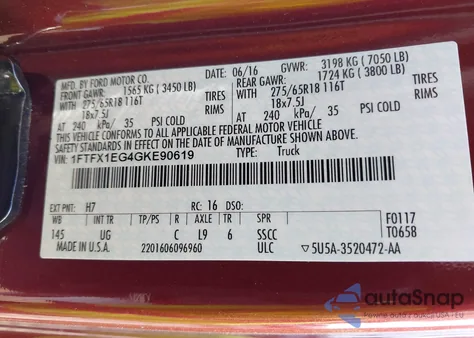 MFD. BY FORD MOTOR CO. 06/16 GVWR: 3198 KG (7050 LB)
FRONT GAWR: 1565 KG (3450 LB) REAR GAWR: 1724 KG (3800 LB)
WITH 275/65R18 116T TIRES WITH 275/65R18 116T TIRES
18x7.5J RIMS 18x7.5J RIMS
AT 240 kPa/ 35 PSI COLD AT 240 kPa/ 35 PSI COLD
THIS VEHICLE CONFORMS TO ALL APPLICABLE FEDERAL MOTOR VEHICLE
SAFETY STANDARDS IN EFFECT ON THE DATE OF MANUFACTURE SHOWN ABOVE.
1FTFX1EG4GKE90619 TYPE: Truck
EXT PNT: H7 RC: 16 DSO:
WB INT TR TP/PS R AXLE TR SPR F0117
145 UG C L9 6 SSCC T0658
MADE IN U.S.A. 2201606096960 ULC ▽5U5A-3520472-AA
autoSnap